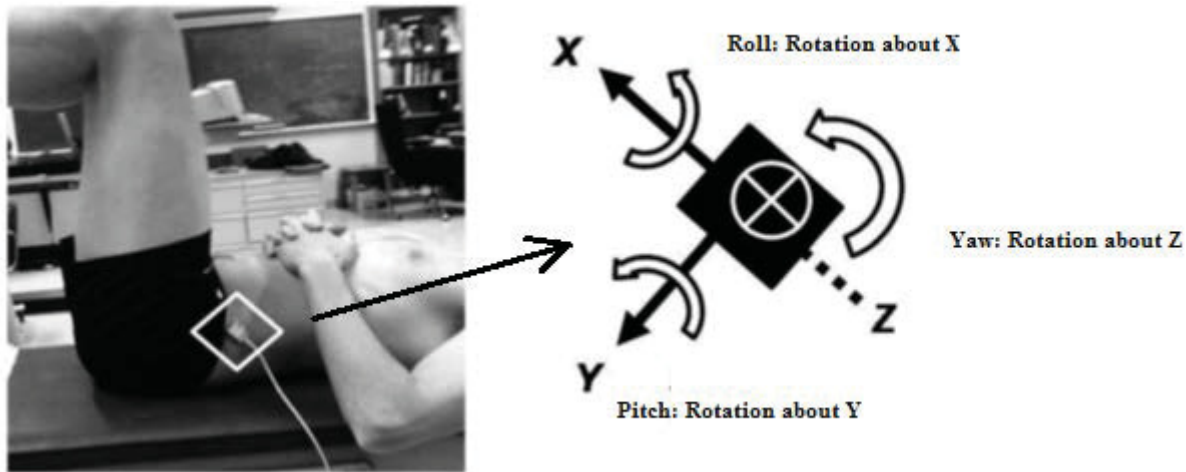 Roll: Rotation about X
X
Yaw: Rotation about Z
Z
Y
Pitch: Rotation about Y